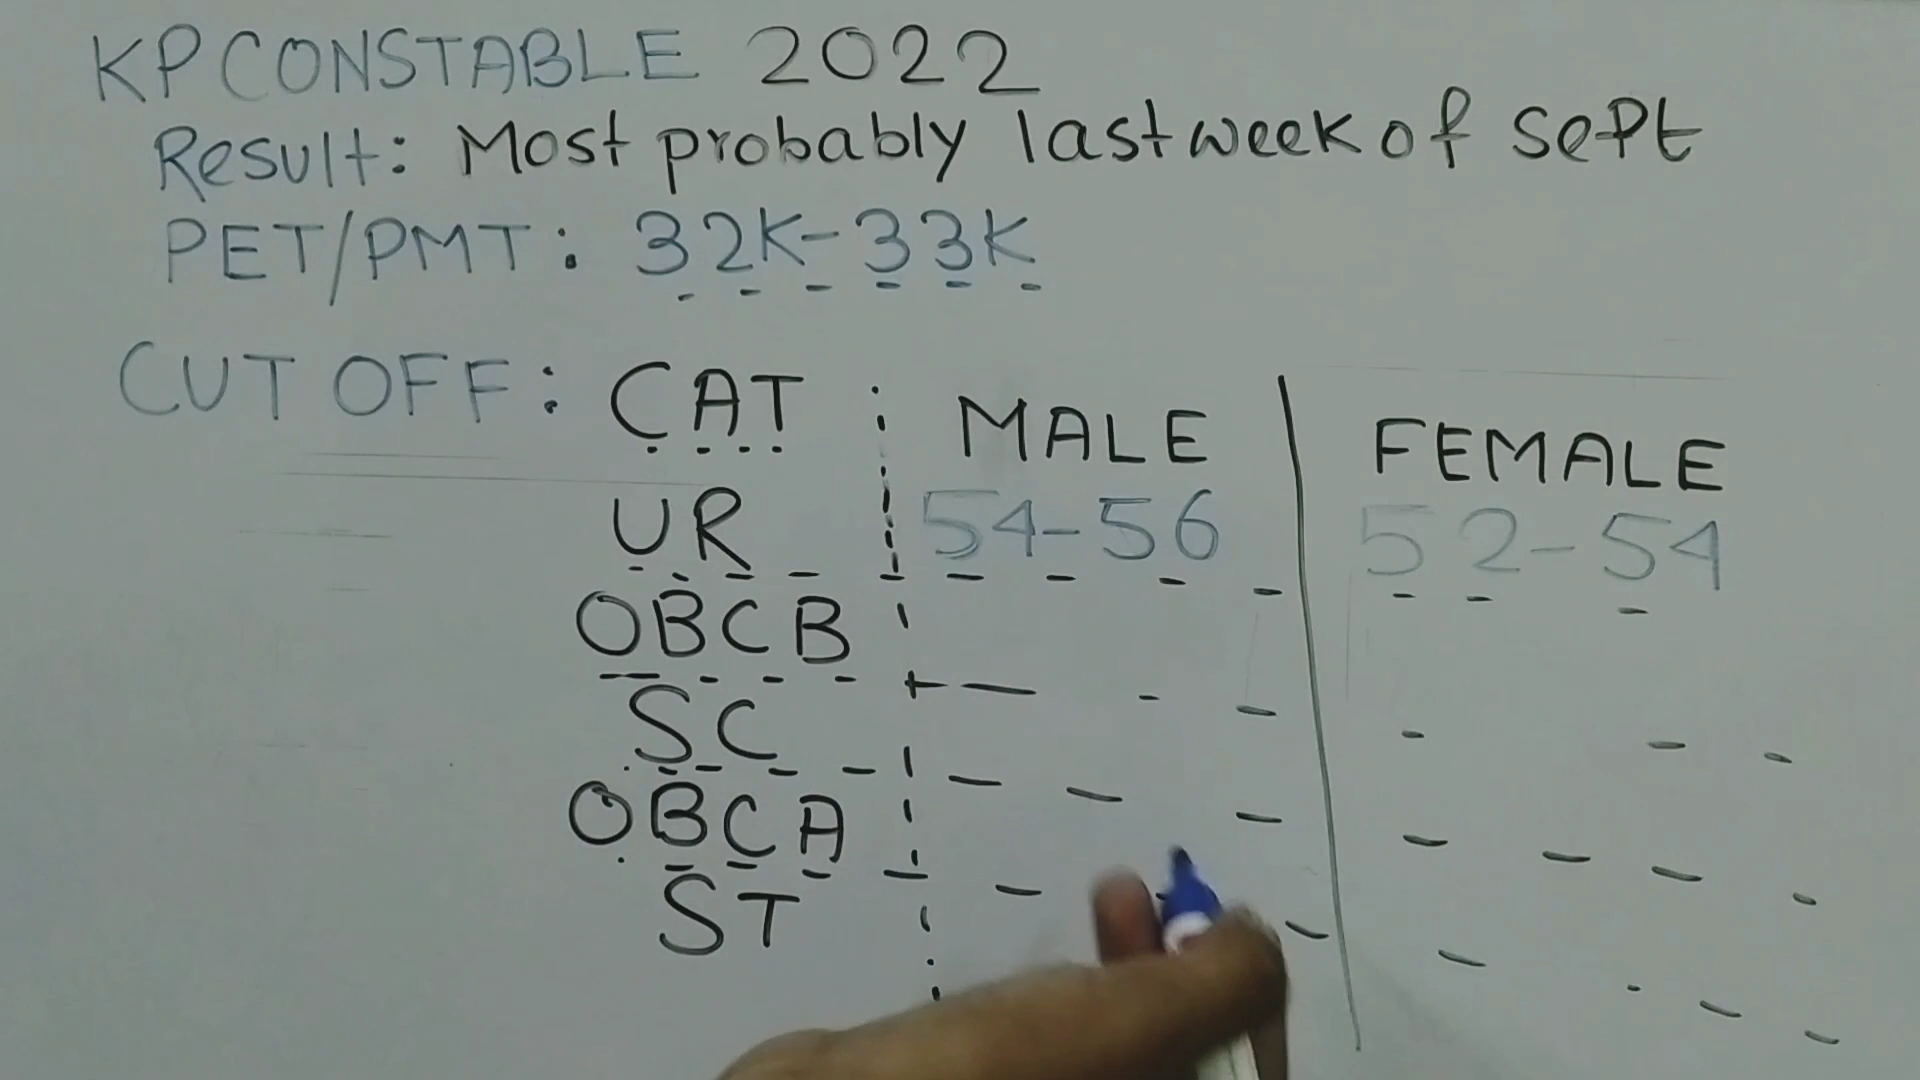 KP CONSTABLE 2022
Result: Most probably last week of sept
PET/PMT: 32K-33K
CUT OFF: CAT : MALE FEMALE
UR 54-56 52-54
OBCB
SC
OBCA
ST